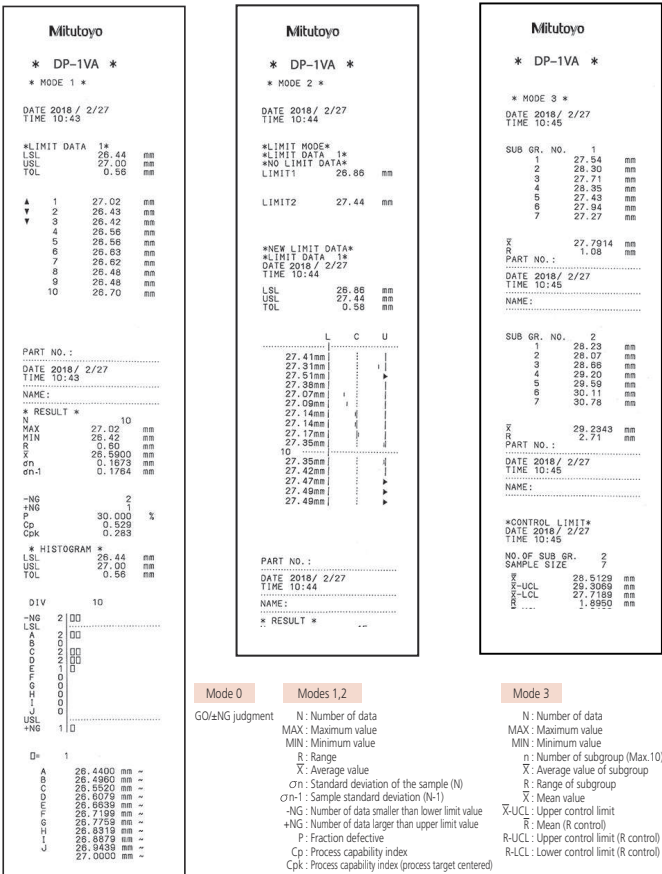 Mitutoyo
* DP-1VA *
* MODE 1 *
DATE 2018 / 2/27
TIME 10:43
*LIMIT DATA 1*
LSL 26.44 mm
USL 27.00 mm
TOL 0.56 mm
▲ 1 27.02 mm
▼ 2 26.43 mm
▼ 3 26.42 mm
4 26.56 mm
5 26.56 mm
6 26.63 mm
7 26.62 mm
8 26.48 mm
9 26.48 mm
10 26.70 mm
PART NO.:
DATE 2018/ 2/27
TIME 10:43
NAME:
* RESULT *
N 10
MAX 27.02 mm
MIN 26.42 mm
R 0.60 mm
X̅ 26.5900 mm
σn 0.1673 mm
σn-1 0.1764 mm
-NG 2
+NG 1
P 30.000 %
Cp 0.529
Cpk 0.283
* HISTOGRAM *
LSL 26.44 mm
USL 27.00 mm
TOL 0.56 mm
DIV 10
-NG 2
LSL
A 2
B 0
C 2
D 2
E 1
F 0
G 0
H 0
I 0
J 0
USL
+NG 1
▯= 1
A 26.4400 mm ~
B 26.4960 mm ~
C 26.5520 mm ~
D 26.6079 mm ~
E 26.6639 mm ~
F 26.7199 mm ~
G 26.7759 mm ~
H 26.8319 mm ~
I 26.8879 mm ~
J 26.9439 mm ~
27.0000 mm ~
Mitutoyo
* DP-1VA *
* MODE 2 *
DATE 2018/ 2/27
TIME 10:44
*LIMIT MODE*
*LIMIT DATA 1*
*NO LIMIT DATA*
LIMIT1 26.86 mm
LIMIT2 27.44 mm
*NEW LIMIT DATA*
*LIMIT DATA 1*
DATE 2018/ 2/27
TIME 10:44
LSL 26.86 mm
USL 27.44 mm
TOL 0.58 mm
L C U
27.41mm
27.31mm
27.51mm
27.38mm
27.07mm
27.09mm
27.14mm
27.14mm
27.17mm
27.35mm
10
27.35mm
27.42mm
27.47mm
27.49mm
27.49mm
PART NO.:
DATE 2018/ 2/27
TIME 10:44
NAME:
* RESULT *
Mitutoyo
* DP-1VA *
* MODE 3 *
DATE 2018/ 2/27
TIME 10:45
SUB GR. NO. 1
1 27.54 mm
2 28.30 mm
3 27.71 mm
4 28.35 mm
5 27.43 mm
6 27.94 mm
7 27.27 mm
X̅ 27.7914 mm
R 1.08 mm
PART NO.:
DATE 2018/ 2/27
TIME 10:45
NAME:
SUB GR. NO. 2
1 28.23 mm
2 28.07 mm
3 28.66 mm
4 29.20 mm
5 29.59 mm
6 30.11 mm
7 30.78 mm
X̅ 29.2343 mm
R 2.71 mm
PART NO.:
DATE 2018/ 2/27
TIME 10:45
NAME:
*CONTROL LIMIT*
DATE 2018/ 2/27
TIME 10:45
NO.OF SUB GR. 2
SAMPLE SIZE 7
X̿ 28.5129 mm
X̅-UCL 29.3069 mm
X̅-LCL 27.7189 mm
R̅ 1.8950 mm
Mode 0
GO/±NG judgment
Modes 1,2
N : Number of data
MAX : Maximum value
MIN : Minimum value
R : Range
X̅ : Average value
σn : Standard deviation of the sample (N)
σn-1 : Sample standard deviation (N-1)
-NG : Number of data smaller than lower limit value
+NG : Number of data larger than upper limit value
P : Fraction defective
Cp : Process capability index
Cpk : Process capability index (process target centered)
Mode 3
N : Number of data
MAX : Maximum value
MIN : Minimum value
n : Number of subgroup (Max.10)
X̅ : Average value of subgroup
R : Range of subgroup
X̿ : Mean value
X̅-UCL : Upper control limit
R̅ : Mean (R control)
R-UCL : Upper control limit (R control)
R-LCL : Lower control limit (R control)